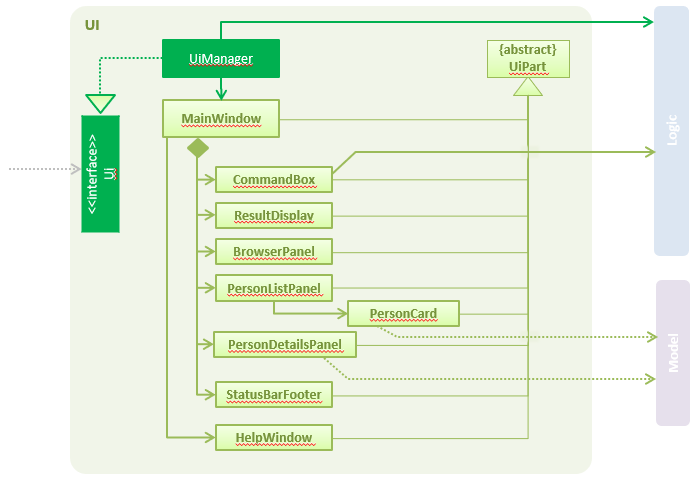 UI
UiManager
{abstract}
UiPart
Logic
MainWindow
<<interface>>
UI
CommandBox
ResultDisplay
BrowserPanel
PersonListPanel
PersonCard
PersonDetailsPanel
Model
StatusBarFooter
HelpWindow